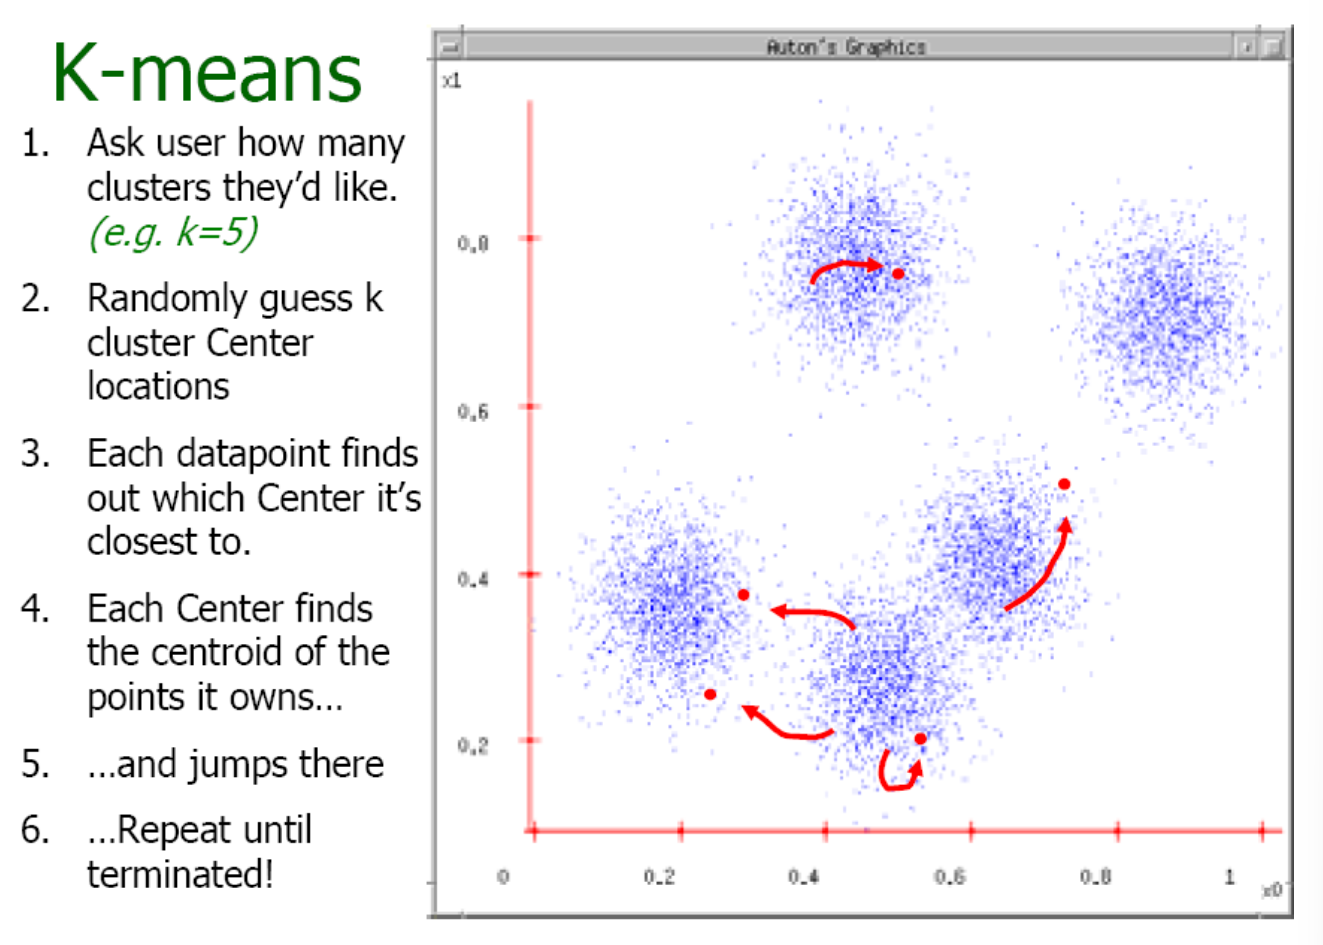 K-means
1. Ask user how many
clusters they'd like.
(e.g. k=5)
2. Randomly guess k
cluster Center
locations
3. Each datapoint finds
out which Center it's
closest to.
4. Each Center finds
the centroid of the
points it owns...
5. ...and jumps there
6. ...Repeat until
terminated!
Auton's Graphics
x1
0.8
0.6
0.4
0.2
0 0.2 0.4 0.6 0.8 1
x0